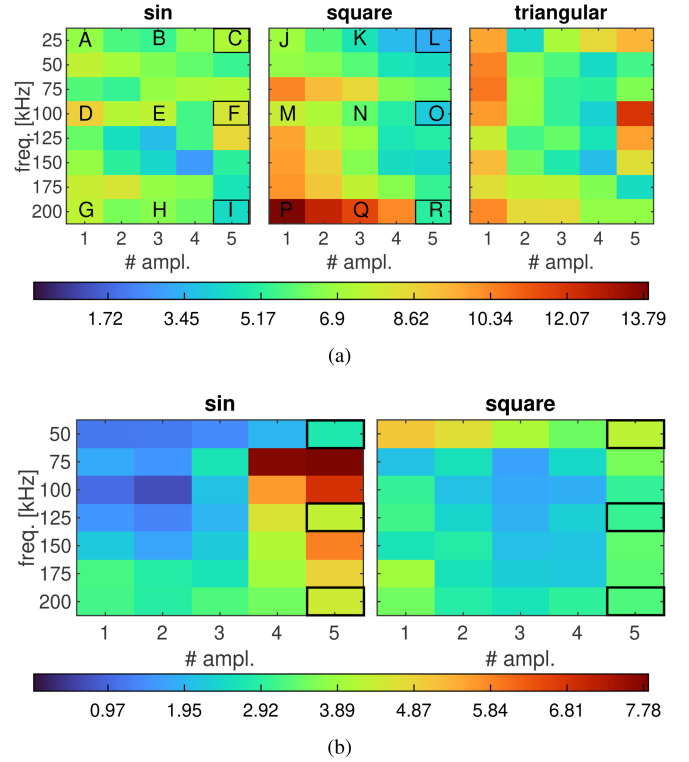 sin square triangular
25 A B C J K L
50
75
100 D E F M N O
125
150
175
200 G H I P Q R
freq. [kHz]
1 2 3 4 5 1 2 3 4 5 1 2 3 4 5
# ampl. # ampl. # ampl.
1.72 3.45 5.17 6.9 8.62 10.34 12.07 13.79
(a)
sin square
50
75
100
125
150
175
200
freq. [kHz]
1 2 3 4 5 1 2 3 4 5
# ampl. # ampl.
0.97 1.95 2.92 3.89 4.87 5.84 6.81 7.78
(b)